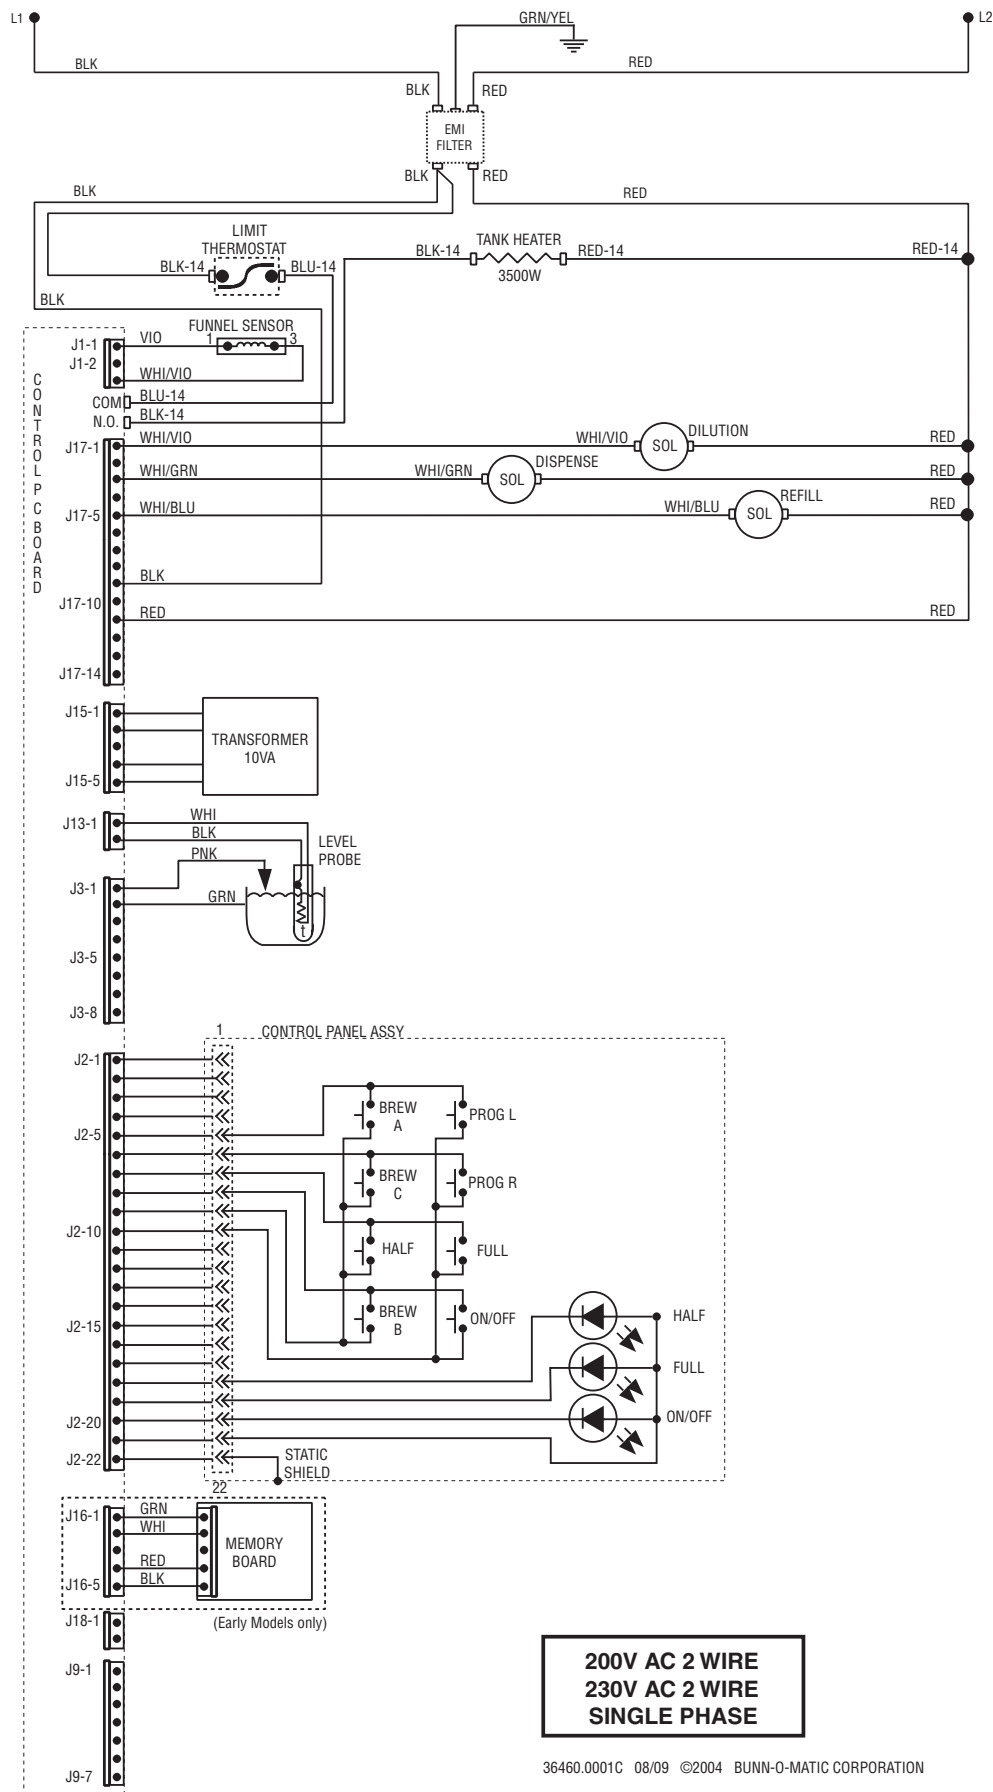 L1
GRN/YEL
L2
BLK
RED
BLK
RED
EMI
FILTER
BLK
RED
BLK
RED
LIMIT
THERMOSTAT
BLK-14
BLU-14
BLK-14
TANK HEATER
3500W
RED-14
RED-14
BLK
FUNNEL SENSOR
1
3
CONTROL PC BOARD
J1-1
VIO
J1-2
WHI/VIO
COM
BLU-14
N.O.
BLK-14
J17-1
WHI/VIO
WHI/VIO
SOL
DILUTION
RED
WHI/GRN
WHI/GRN
SOL
DISPENSE
RED
J17-5
WHI/BLU
WHI/BLU
SOL
REFILL
RED
BLK
J17-10
RED
RED
J17-14
J15-1
TRANSFORMER
10VA
J15-5
J13-1
WHI
BLK
LEVEL
PROBE
PNK
J3-1
GRN
t
J3-5
J3-8
1
CONTROL PANEL ASSY
J2-1
BREW
A
PROG L
J2-5
BREW
C
PROG R
J2-10
HALF
FULL
BREW
B
ON/OFF
J2-15
HALF
FULL
J2-20
ON/OFF
J2-22
STATIC
SHIELD
22
J16-1
GRN
WHI
MEMORY
BOARD
RED
J16-5
BLK
(Early Models only)
J18-1
J9-1
J9-7
200V AC 2 WIRE
230V AC 2 WIRE
SINGLE PHASE
36460.0001C 08/09 ©2004 BUNN-O-MATIC CORPORATION